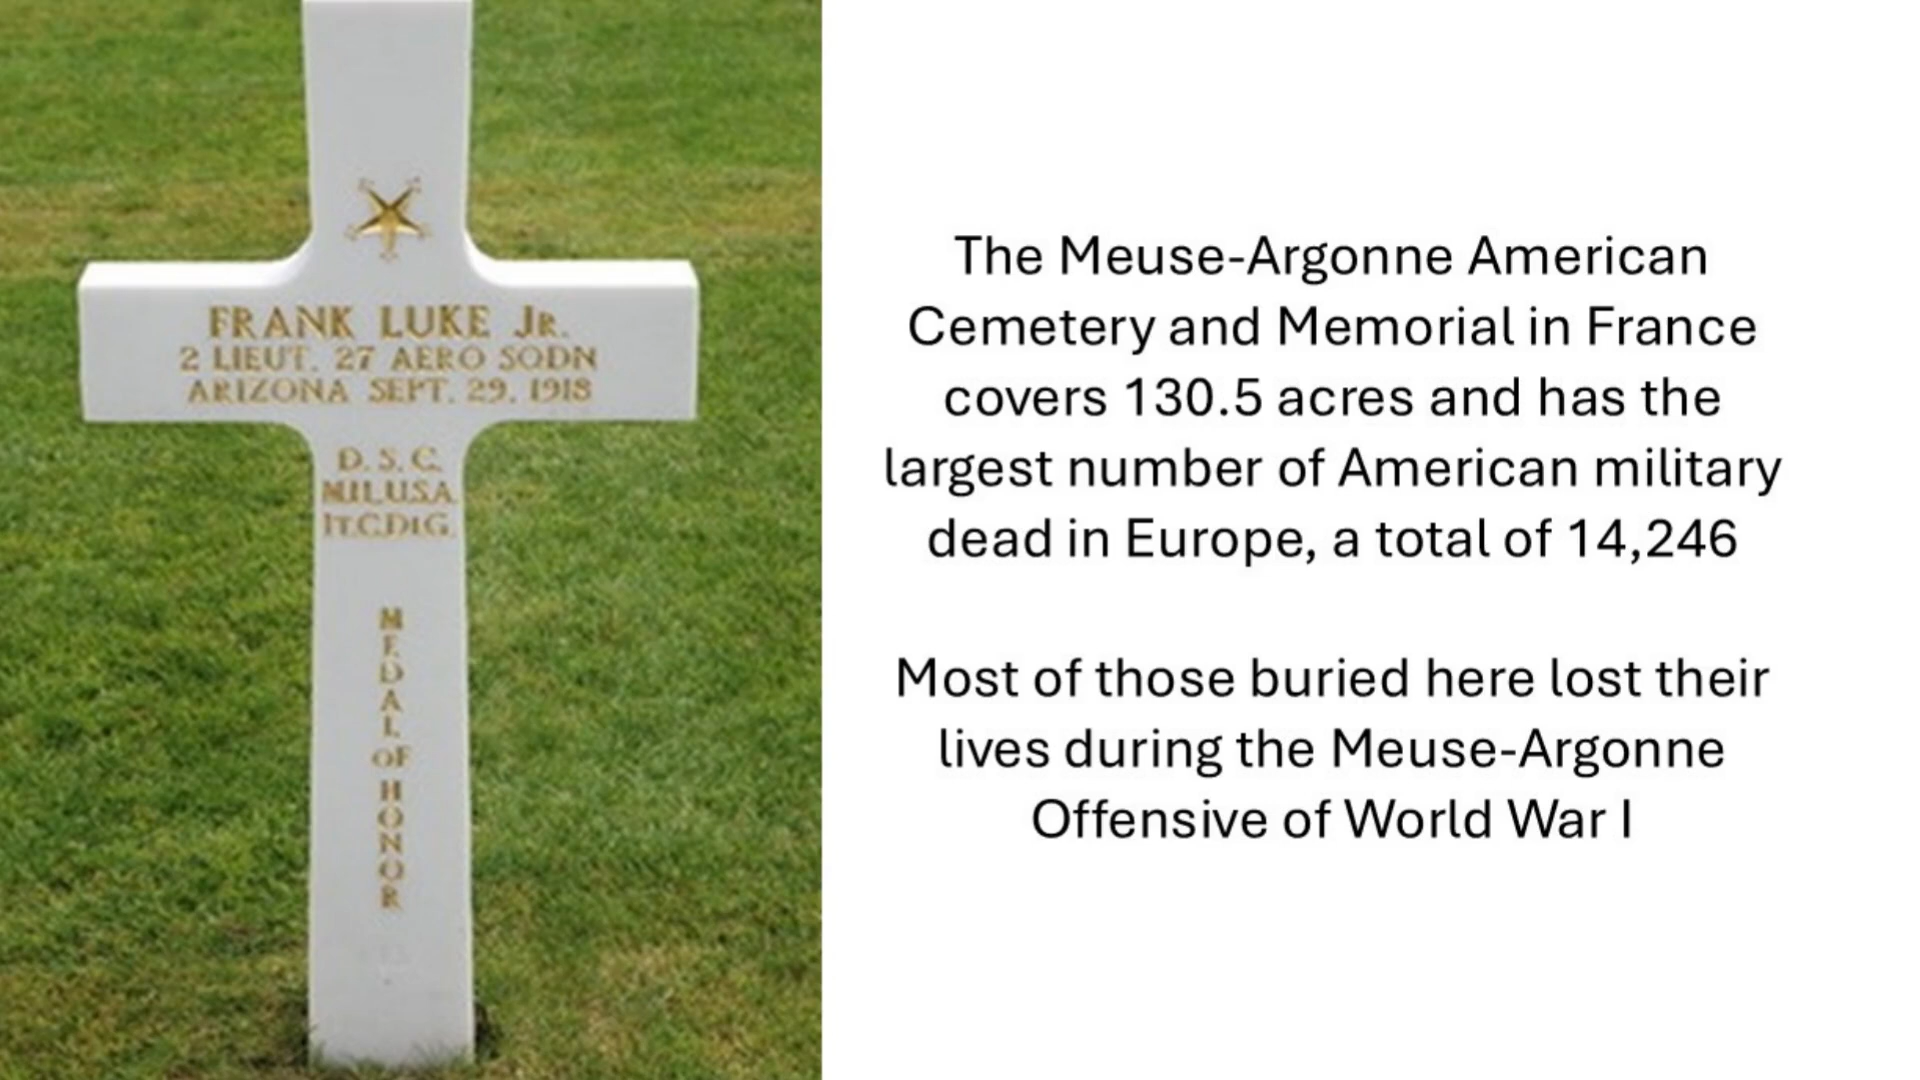 FRANK LUKE JR.
2 LIEUT. 27 AERO SQDN
ARIZONA SEPT. 29, 1918
D. S. C.
MIL.USA
IT.CDIG.
MEDAL OF HONOR
The Meuse-Argonne American
Cemetery and Memorial in France
covers 130.5 acres and has the
largest number of American military
dead in Europe, a total of 14,246
Most of those buried here lost their
lives during the Meuse-Argonne
Offensive of World War I